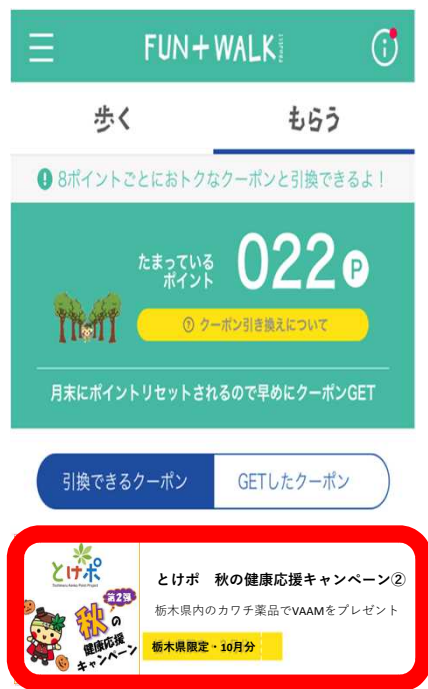 FUN+WALK PROJECT
歩く
もらう
8ポイントごとにおトクなクーポンと引換できるよ！
たまっている
ポイント
022 P
クーポン引き換えについて
月末にポイントリセットされるので早めにクーポンGET
引換できるクーポン
GETしたクーポン
とけポ
第2弾
秋の
健康応援
キャンペーン
とけポ　秋の健康応援キャンペーン②
栃木県内のカワチ薬品でVAAMをプレゼント
栃木県限定・10月分